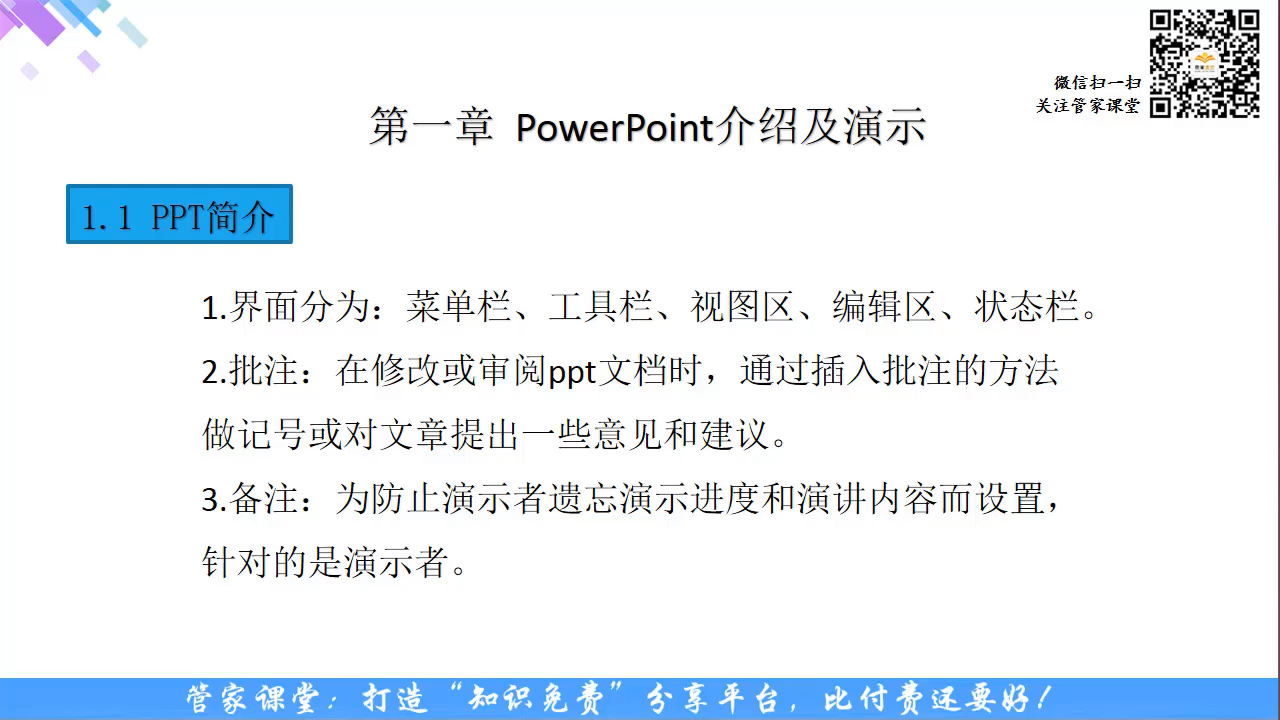 微信扫一扫
关注管家课堂
第一章 PowerPoint介绍及演示
1.1 PPT简介
1.界面分为：菜单栏、工具栏、视图区、编辑区、状态栏。
2.批注：在修改或审阅ppt文档时，通过插入批注的方法
做记号或对文章提出一些意见和建议。
3.备注：为防止演示者遗忘演示进度和演讲内容而设置，
针对的是演示者。
管家课堂：打造“知识免费”分享平台，比付费还要好！